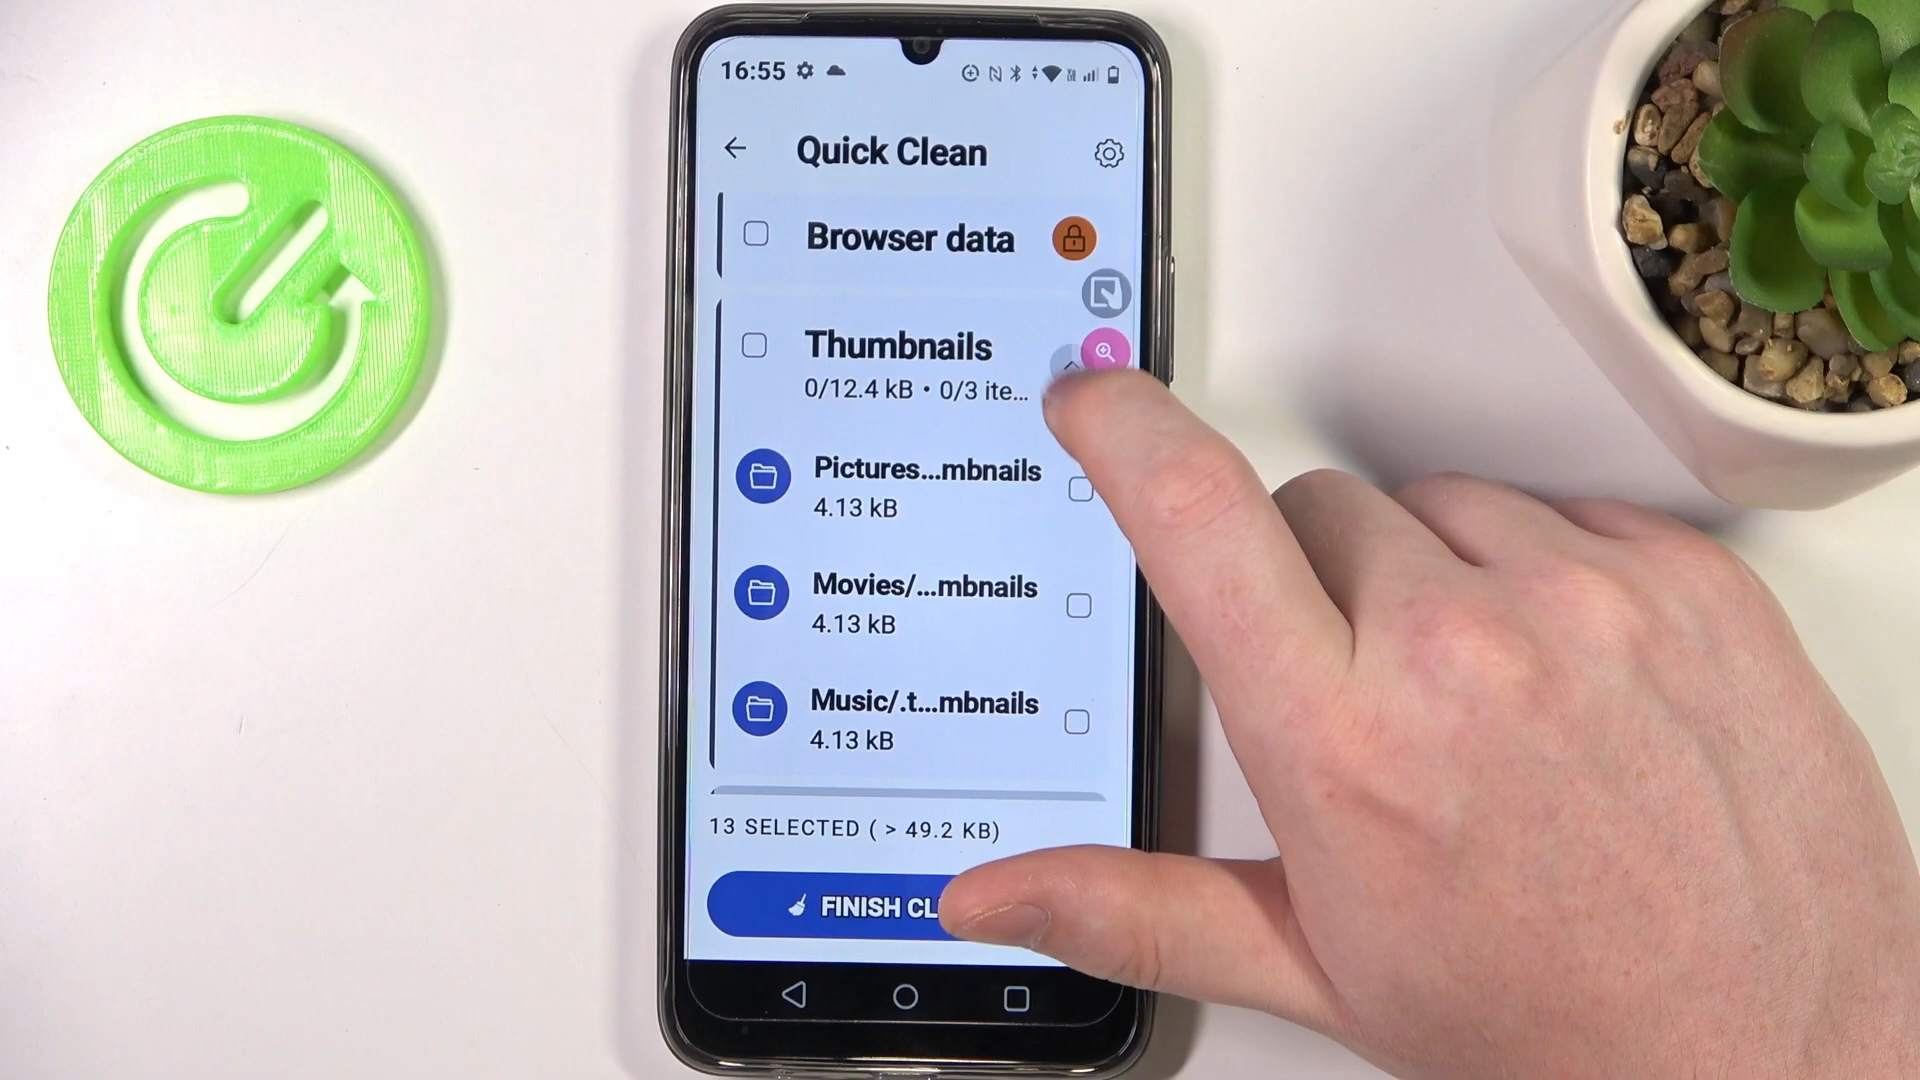 16:55
Quick Clean
Browser data
Thumbnails
0/12.4 kB • 0/3 ite...
Pictures...mbnails
4.13 kB
Movies/...mbnails
4.13 kB
Music/.t...mbnails
4.13 kB
13 SELECTED ( > 49.2 KB)
FINISH CL